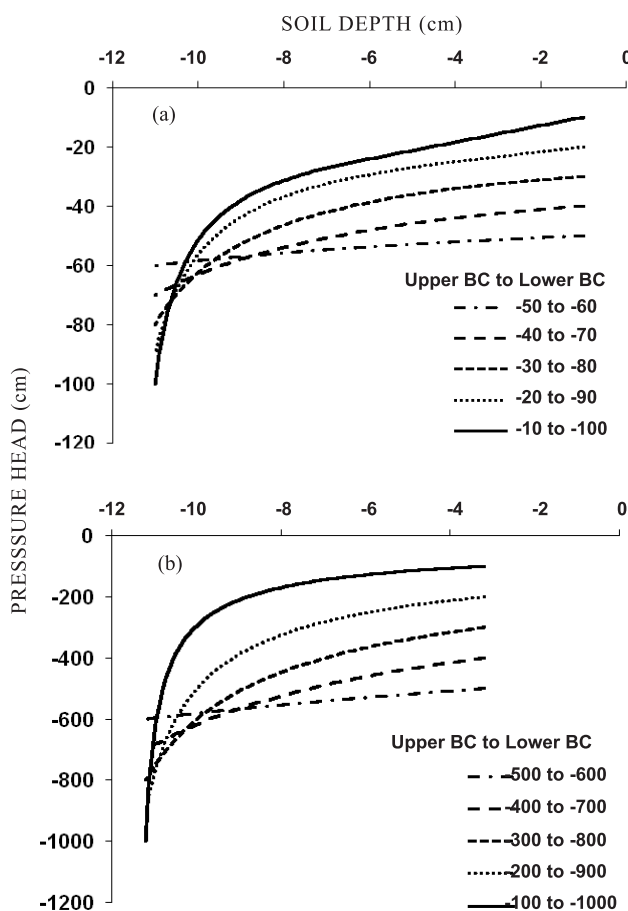 SOIL DEPTH (cm)
-12 -10 -8 -6 -4 -2 0
0
(a)
-20
-40
-60
-80
-100
-120
Upper BC to Lower BC
-50 to -60
-40 to -70
-30 to -80
-20 to -90
-10 to -100
PRESSSURE HEAD (cm)
-12 -10 -8 -6 -4 -2 0
0
(b)
-200
-400
-600
-800
-1000
-1200
Upper BC to Lower BC
-500 to -600
-400 to -700
-300 to -800
-200 to -900
-100 to -1000